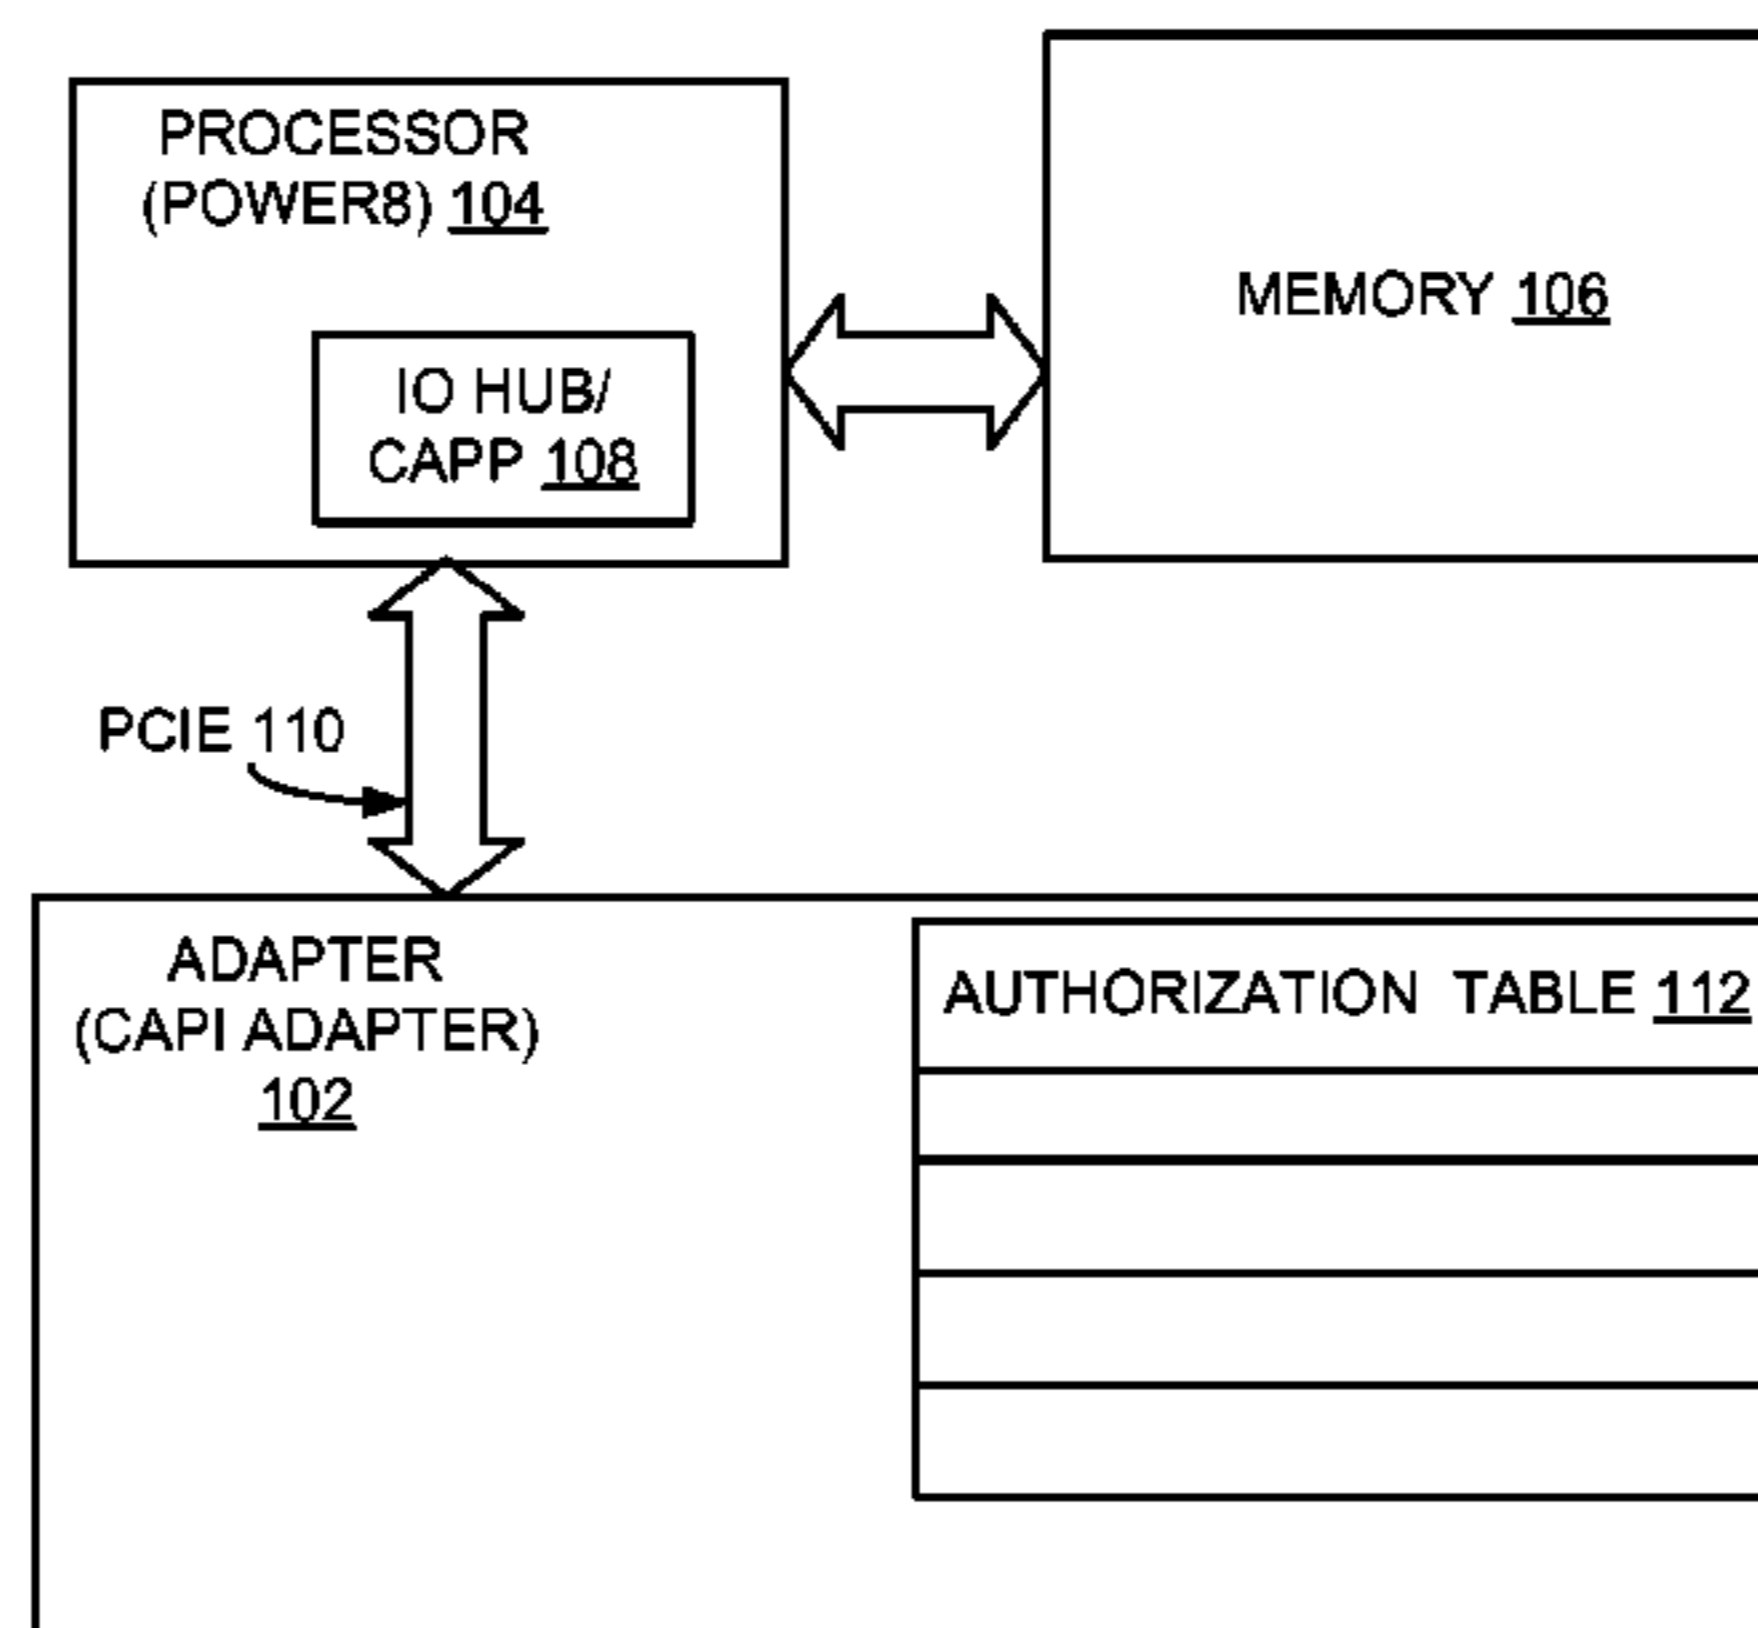 PROCESSOR
(POWER8) 104
IO HUB/
CAPP 108
MEMORY 106
PCIE 110
ADAPTER
(CAPI ADAPTER)
102
AUTHORIZATION TABLE 112